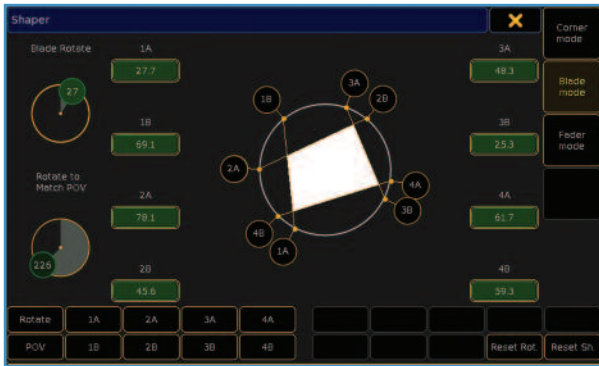 Shaper
Corner mode
Blade mode
Fader mode
Blade Rotate
27
Rotate to Match POV
226
1A
27.7
1B
69.1
2A
78.1
2B
45.6
3A
48.3
3B
25.3
4A
61.7
4B
59.3
1B
3A
2B
2A
4A
3B
4B
1A
Rotate 1A 2A 3A 4A
POV 1B 2B 3B 4B Reset Rot. Reset Sh.